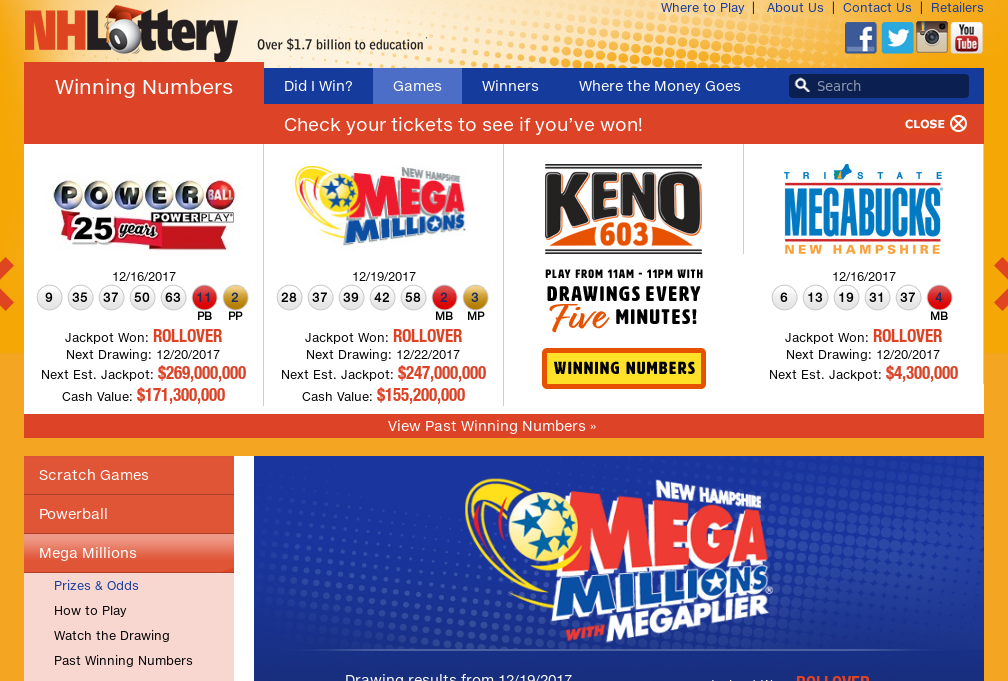 Where to Play | About Us | Contact Us | Retailers
NHLottery
Over $1.7 billion to education
You Tube
Winning Numbers
Did I Win?
Games
Winners
Where the Money Goes
Search
Check your tickets to see if you've won!
CLOSE
POWERBALL
POWERPLAY
25 years
12/16/2017
9 35 37 50 63 11 2
PB PP
Jackpot Won: ROLLOVER
Next Drawing: 12/20/2017
Next Est. Jackpot: $269,000,000
Cash Value: $171,300,000
NEW HAMPSHIRE
MEGA
MILLIONS
12/19/2017
28 37 39 42 58 2 3
MB MP
Jackpot Won: ROLLOVER
Next Drawing: 12/22/2017
Next Est. Jackpot: $247,000,000
Cash Value: $155,200,000
KENO
603
PLAY FROM 11AM - 11PM WITH
DRAWINGS EVERY
Five MINUTES!
WINNING NUMBERS
TRI STATE
MEGABUCKS
NEW HAMPSHIRE
12/16/2017
6 13 19 31 37 4
MB
Jackpot Won: ROLLOVER
Next Drawing: 12/20/2017
Next Est. Jackpot: $4,300,000
View Past Winning Numbers »
Scratch Games
Powerball
Mega Millions
Prizes & Odds
How to Play
Watch the Drawing
Past Winning Numbers
NEW HAMPSHIRE
MEGA
MILLIONS
WITH MEGAPLIER
Drawing results from 12/19/2017
Jackpot Won: ROLLOVER